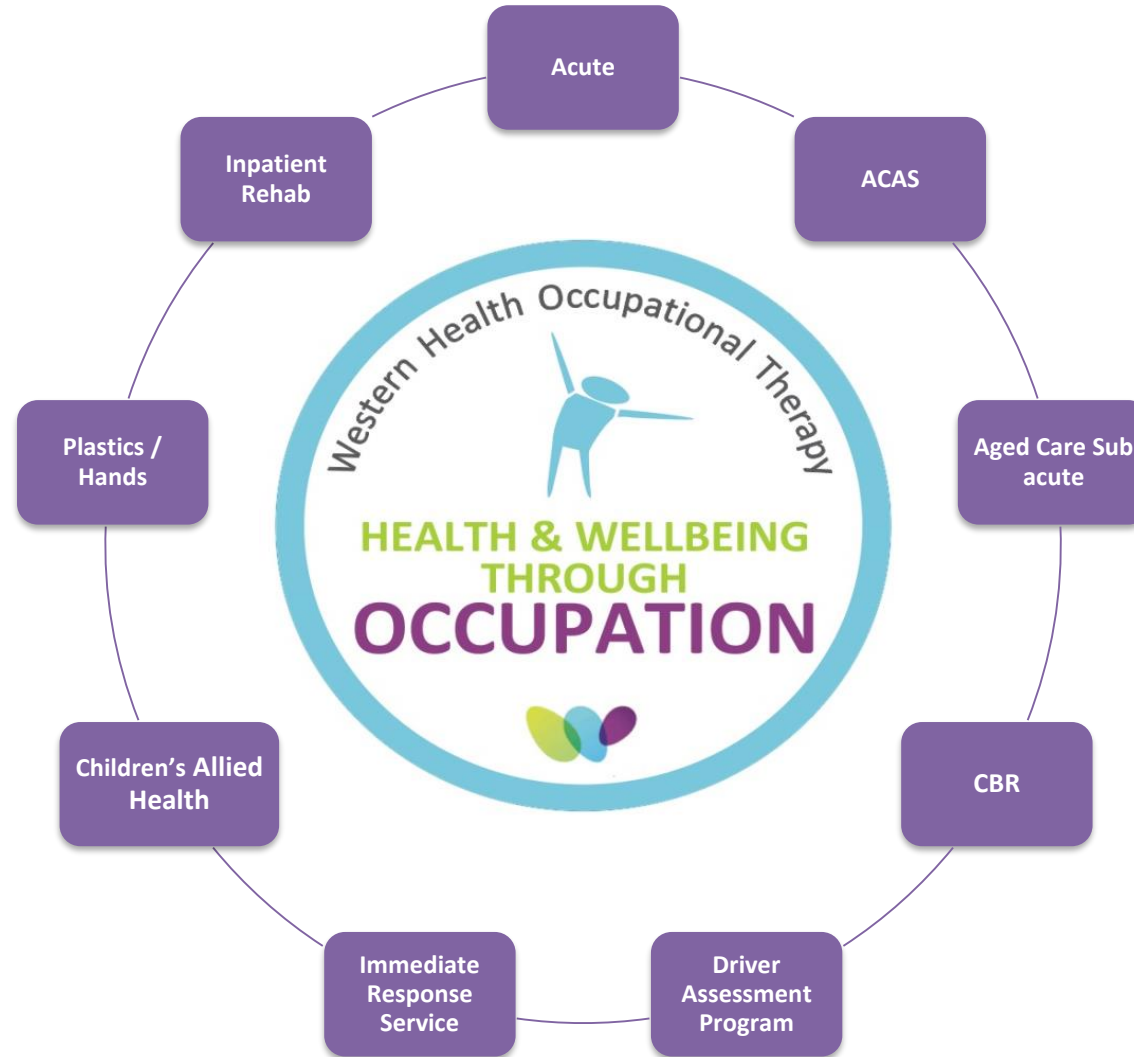 Acute
ACAS
Aged Care Sub
acute
CBR
Driver
Assessment
Program
Immediate
Response
Service
Children’s Allied
Health
Plastics /
Hands
Inpatient
Rehab
Western Health Occupational Therapy
HEALTH & WELLBEING
THROUGH
OCCUPATION